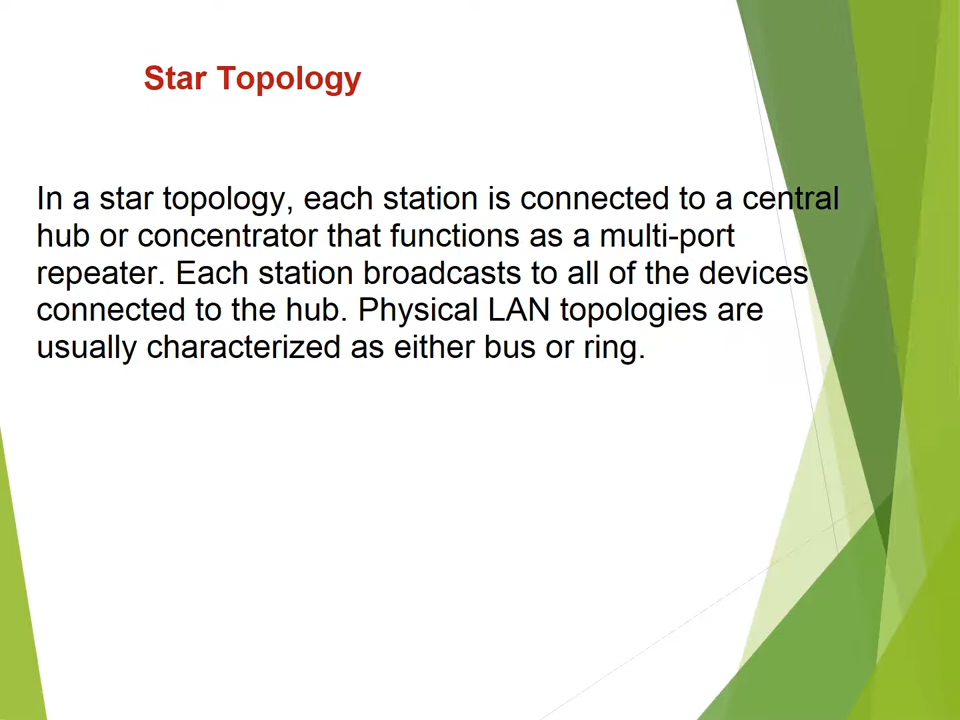 Star Topology
In a star topology, each station is connected to a central
hub or concentrator that functions as a multi-port
repeater. Each station broadcasts to all of the devices
connected to the hub. Physical LAN topologies are
usually characterized as either bus or ring.